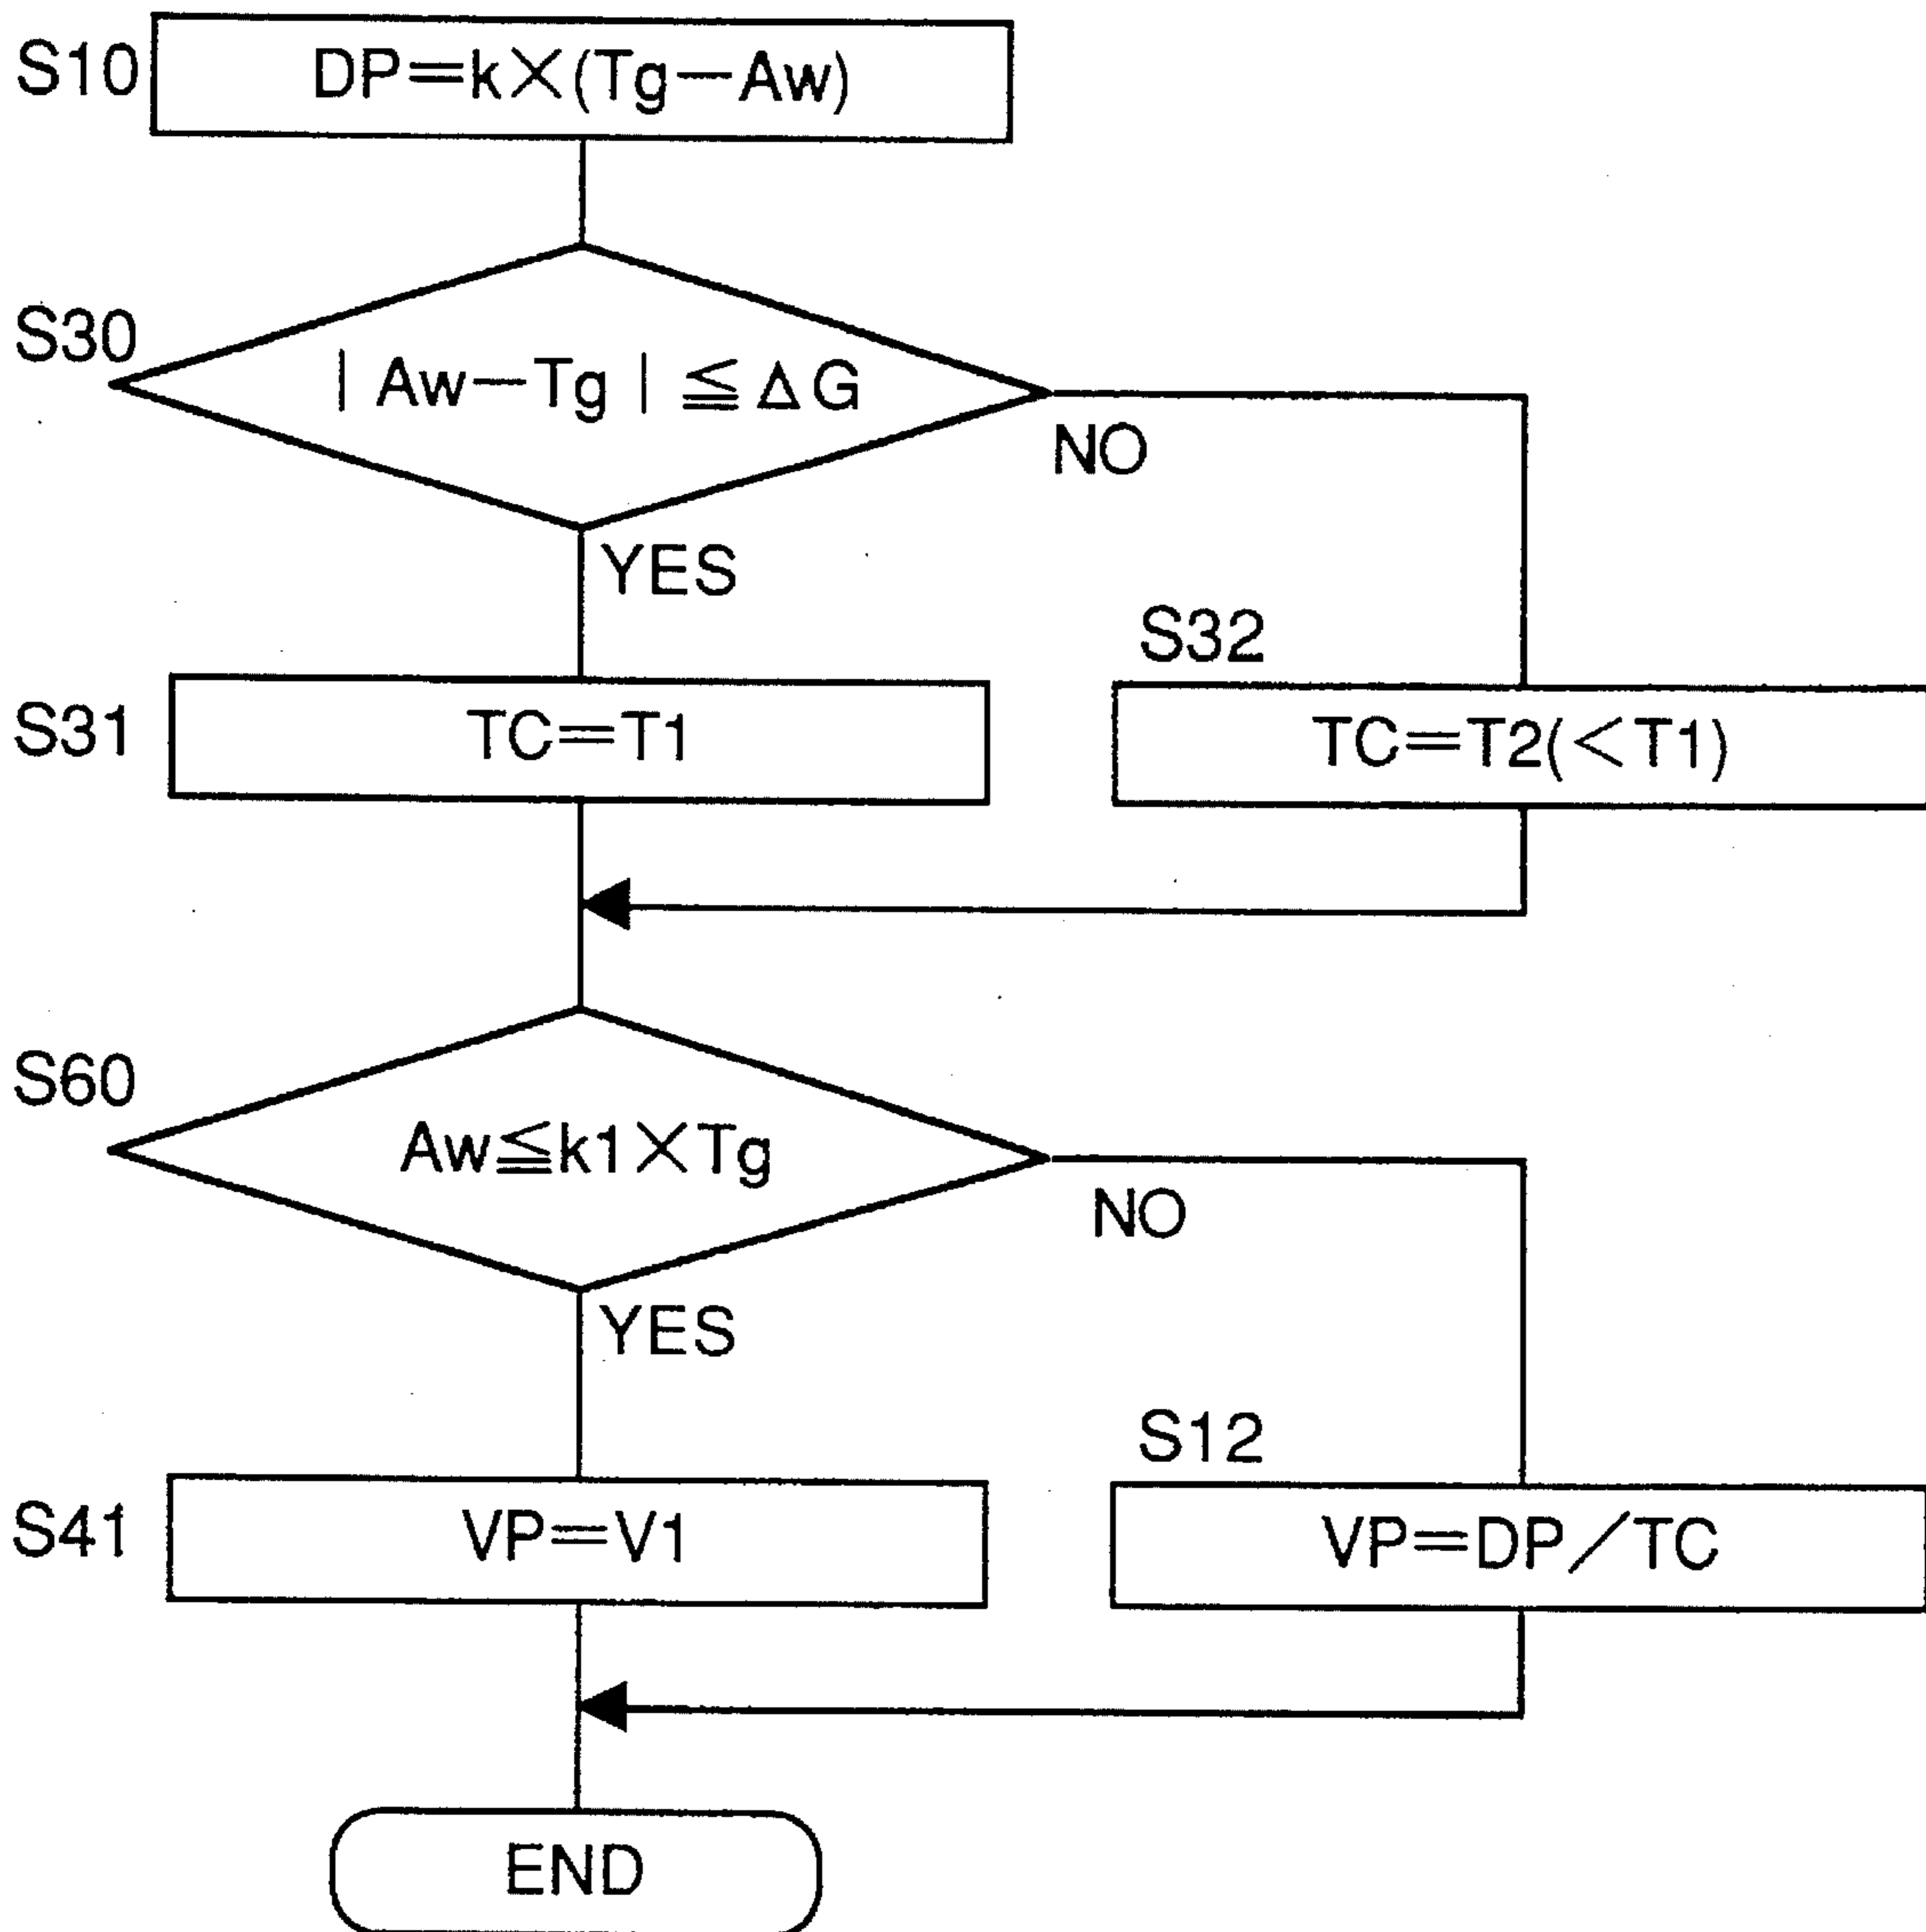 S10
DP=k×(Tg−Aw)
S30
| Aw−Tg | ≦ ΔG
NO
YES
S32
S31
TC=T1
TC=T2(<T1)
S60
Aw≦k1×Tg
NO
YES
S12
S41
VP=V1
VP=DP/TC
END